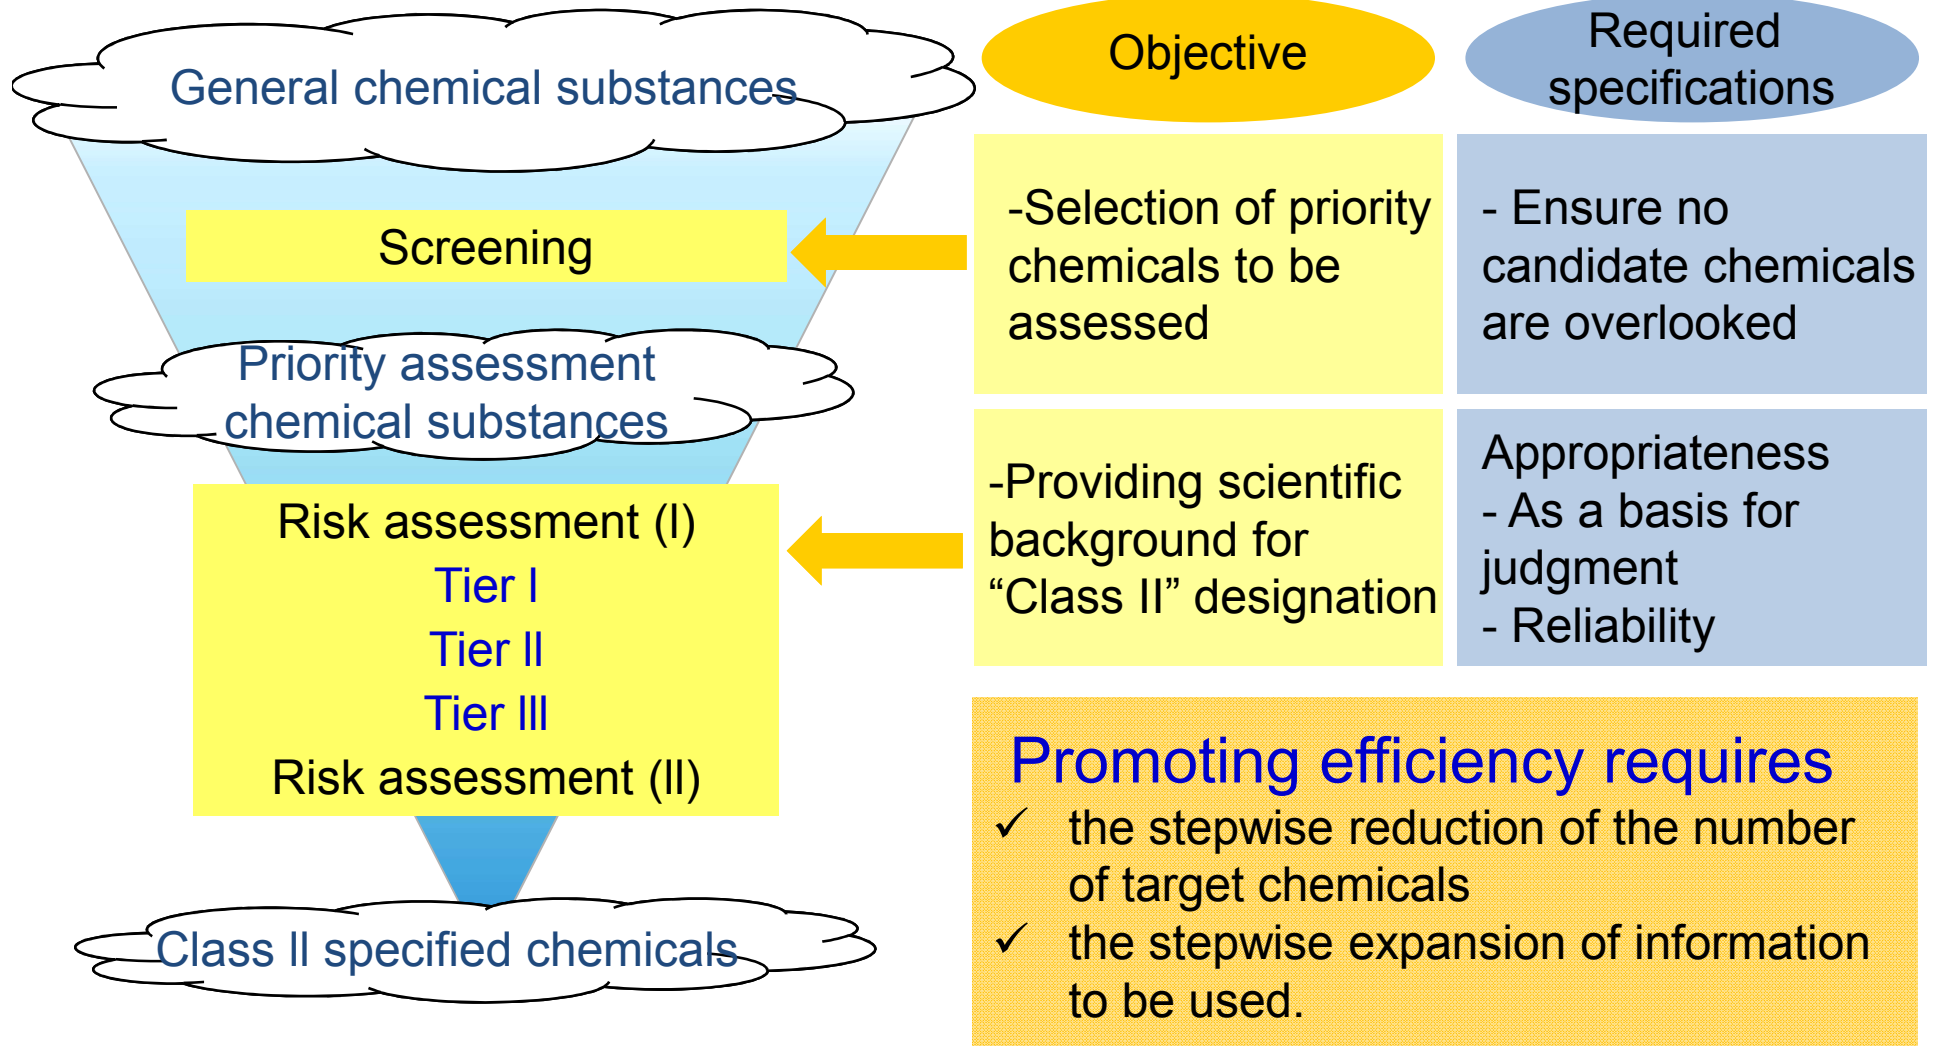 General chemical substances
Screening
Priority assessment
chemical substances
Risk assessment (I)
Tier I
Tier II
Tier III
Risk assessment (II)
Class II specified chemicals
Objective
-Selection of priority
chemicals to be
assessed
-Providing scientific
background for
“Class II” designation
Required
specifications
- Ensure no
candidate chemicals
are overlooked
Appropriateness
- As a basis for
judgment
- Reliability
Promoting efficiency requires
✓ the stepwise reduction of the number
of target chemicals
✓ the stepwise expansion of information
to be used.